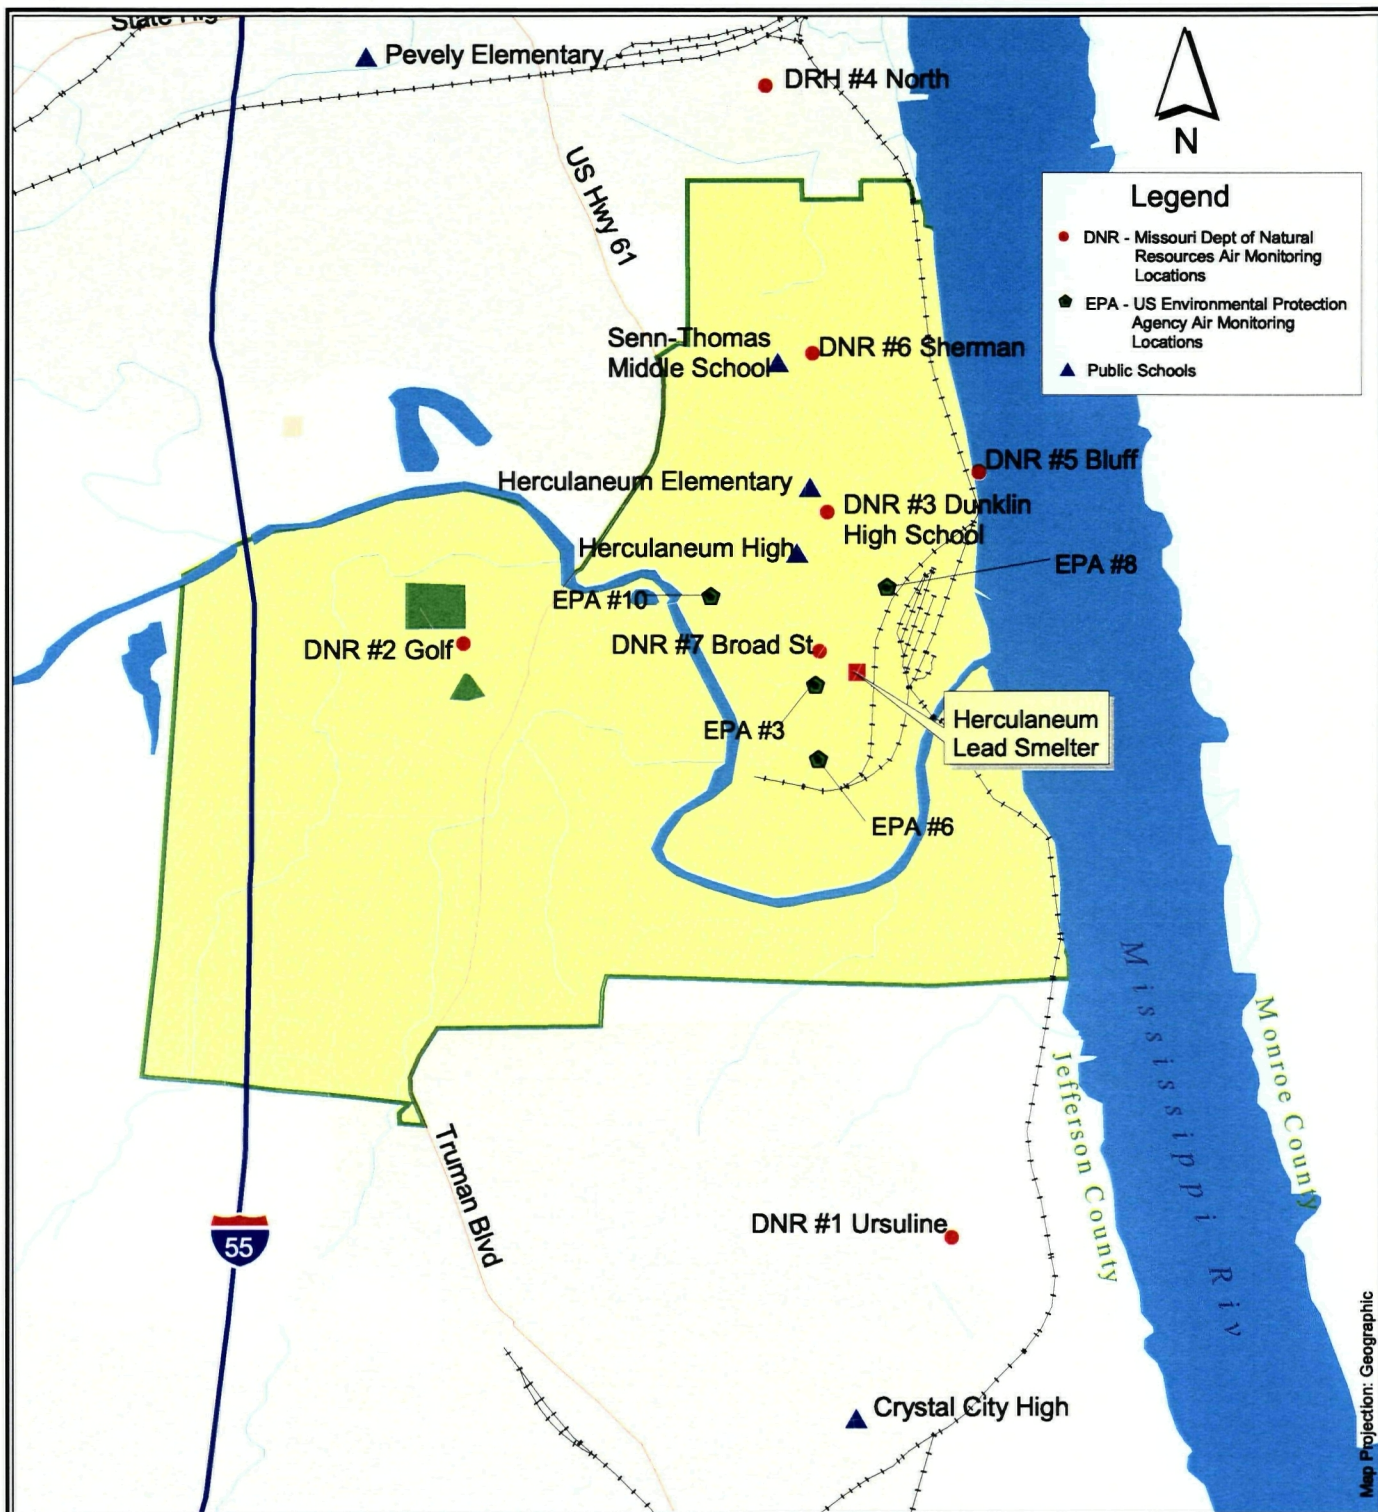 State Hig
Pevely Elementary
DRH #4 North
N
US Hwy 61
Legend
DNR - Missouri Dept of Natural
Resources Air Monitoring
Locations
EPA - US Environmental Protection
Agency Air Monitoring
Locations
Public Schools
Senn-Thomas
Middle School
DNR #6 Sherman
DNR #5 Bluff
Herculaneum Elementary
DNR #3 Dunklin
High School
Herculaneum High
EPA #8
EPA #10
DNR #7 Broad St
DNR #2 Golf
EPA #3
Herculaneum
Lead Smelter
EPA #6
Mississippi Riv
Monroe County
Jefferson County
Truman Blvd
DNR #1 Ursuline
55
Crystal City High
Map Projection: Geographic